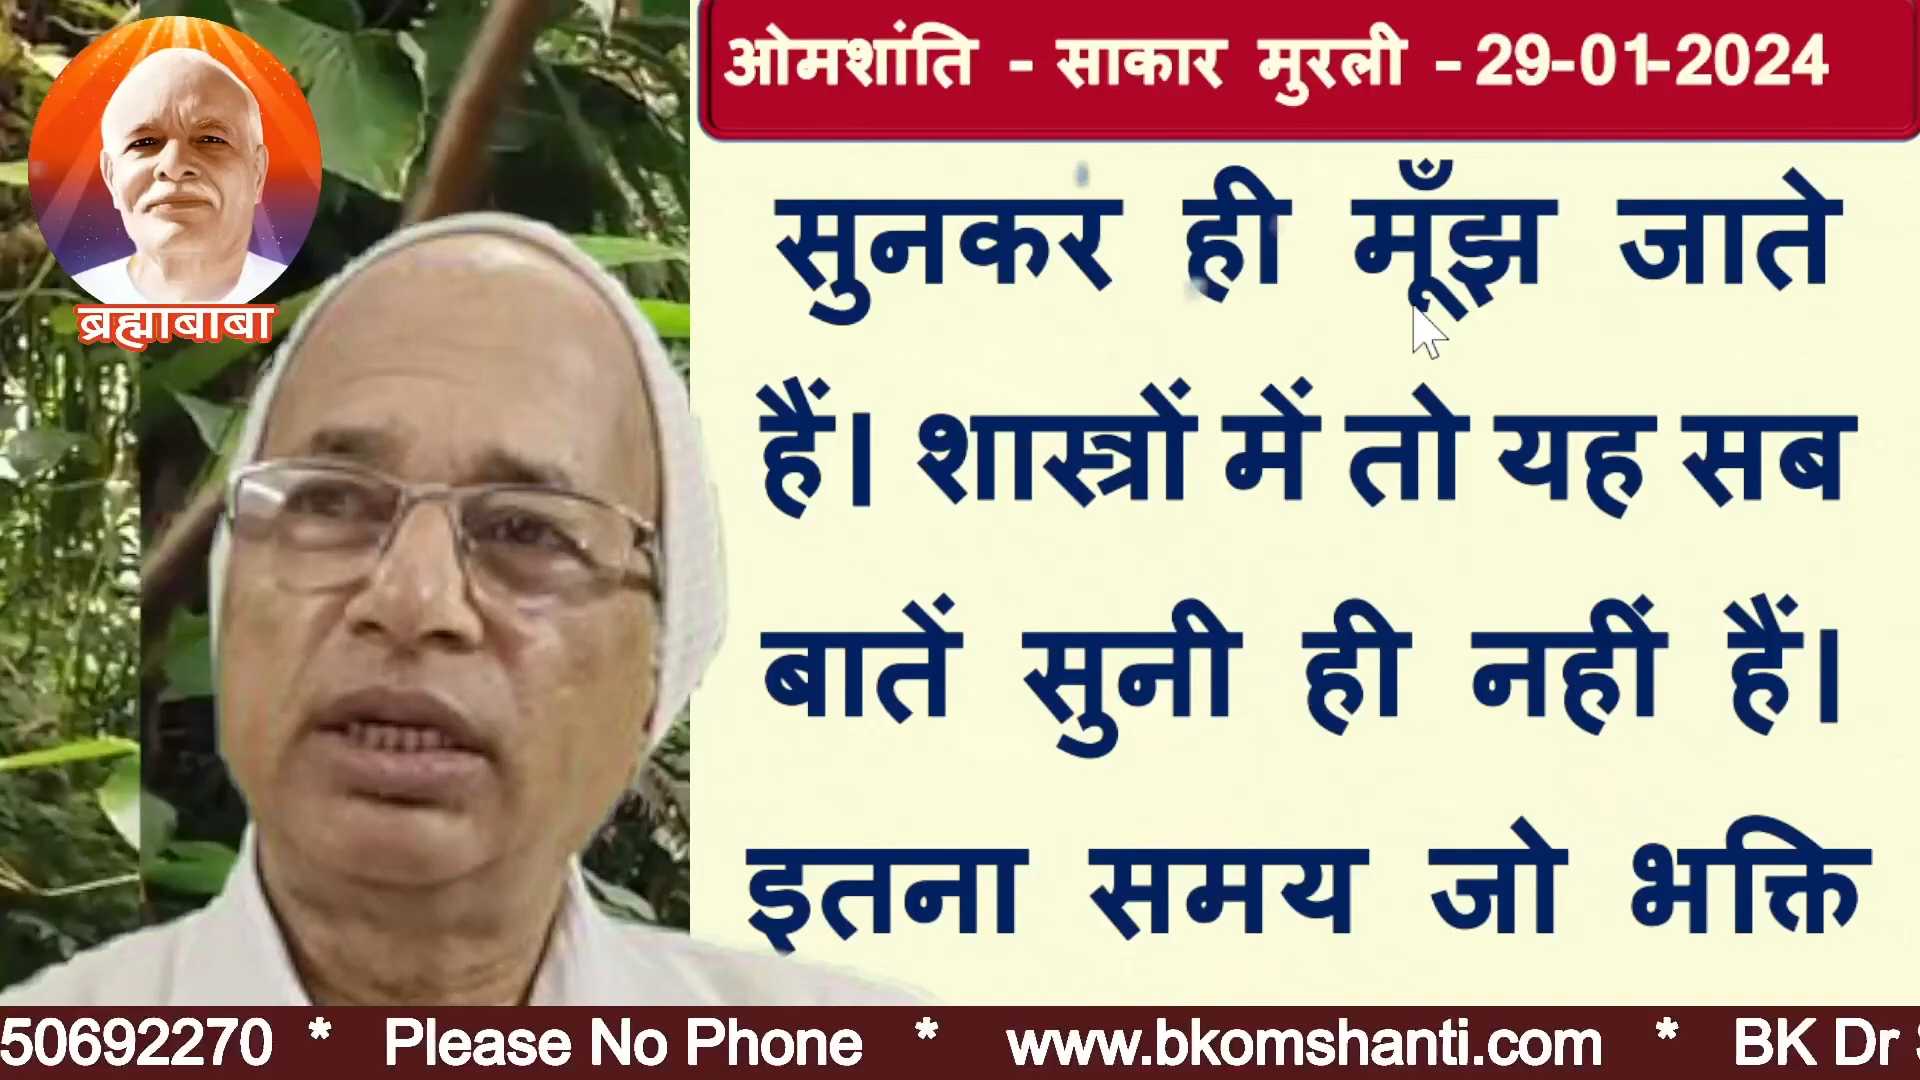 ओमशांति - साकार मुरली - 29-01-2024
ब्रह्माबाबा
सुनकर ही मूँझ जाते
हैं। शास्त्रों में तो यह सब
बातें सुनी ही नहीं हैं।
इतना समय जो भक्ति
50692270 * Please No Phone * www.bkomshanti.com * BK Dr